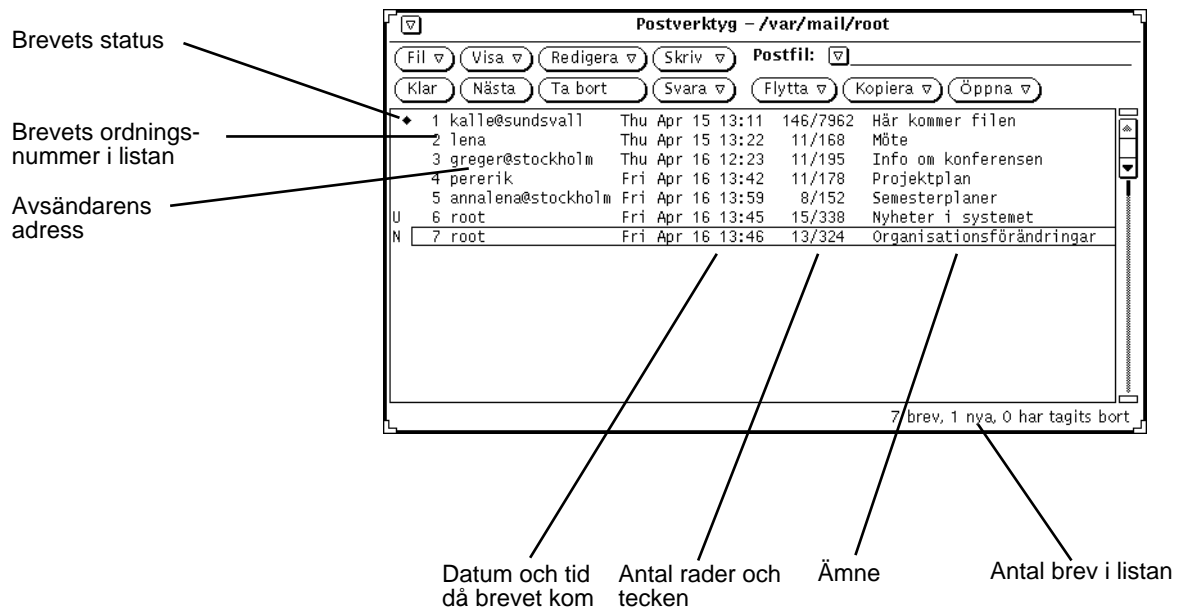 Postverktyg – /var/mail/root
Brevets status
Fil Visa Redigera Skriv Postfil:
Klar Nästa Ta bort Svara Flytta Kopiera Öppna
1 kalle@sundsvall Thu Apr 15 13:11 146/7962 Här kommer filen
2 lena Thu Apr 15 13:22 11/168 Möte
3 greger@stockholm Thu Apr 16 12:23 11/195 Info om konferensen
4 pererik Fri Apr 16 13:42 11/178 Projektplan
5 annalena@stockholm Fri Apr 16 13:59 8/152 Semesterplaner
U 6 root Fri Apr 16 13:45 15/338 Nyheter i systemet
N 7 root Fri Apr 16 13:46 13/324 Organisationsförändringar
Brevets ordnings-
nummer i listan
Avsändarens
adress
7 brev, 1 nya, 0 har tagits bort
Datum och tid
då brevet kom
Antal rader och
tecken
Ämne
Antal brev i listan